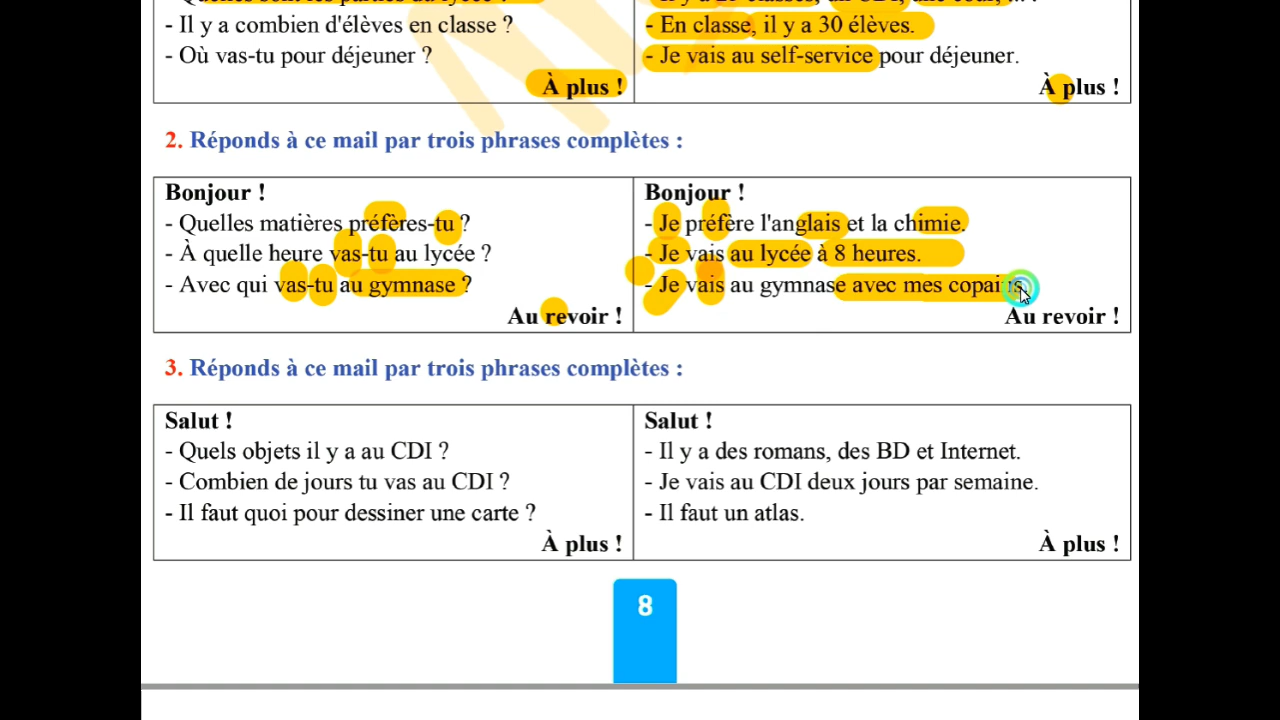 - Il y a combien d'élèves en classe ?
- Où vas-tu pour déjeuner ?
À plus !
- En classe, il y a 30 élèves.
- Je vais au self-service pour déjeuner.
À plus !
2. Réponds à ce mail par trois phrases complètes :
Bonjour !
- Quelles matières préfères-tu ?
- À quelle heure vas-tu au lycée ?
- Avec qui vas-tu au gymnase ?
Au revoir !
Bonjour !
- Je préfère l'anglais et la chimie.
- Je vais au lycée à 8 heures.
- Je vais au gymnase avec mes copains.
Au revoir !
3. Réponds à ce mail par trois phrases complètes :
Salut !
- Quels objets il y a au CDI ?
- Combien de jours tu vas au CDI ?
- Il faut quoi pour dessiner une carte ?
À plus !
Salut !
- Il y a des romans, des BD et Internet.
- Je vais au CDI deux jours par semaine.
- Il faut un atlas.
À plus !
8